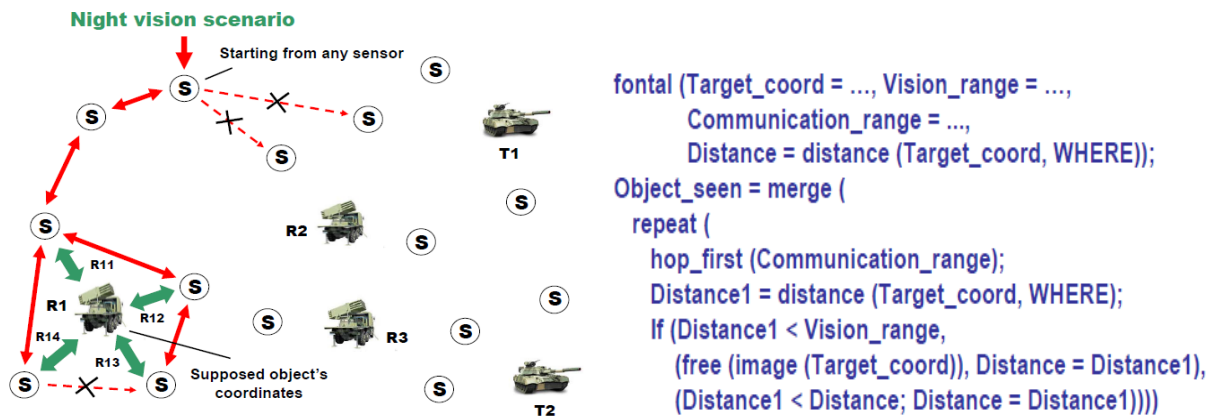 Night vision scenario
Starting from any sensor
S
S
S
S
S
T1
S
S
R2
S
R11
R1
S
R12
S
R14
S
R3
S
R13
S
S
Supposed object's
coordinates
S
T2
fontal (Target_coord = ..., Vision_range = ...,
Communication_range = ...,
Distance = distance (Target_coord, WHERE));
Object_seen = merge (
repeat (
hop_first (Communication_range);
Distance1 = distance (Target_coord, WHERE);
If (Distance1 < Vision_range,
(free (image (Target_coord)), Distance = Distance1),
(Distance1 < Distance; Distance = Distance1))))